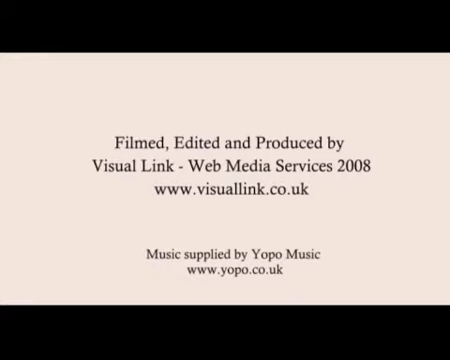 Filmed, Edited and Produced by
Visual Link - Web Media Services 2008
www.visuallink.co.uk
Music supplied by Yopo Music
www.yopo.co.uk